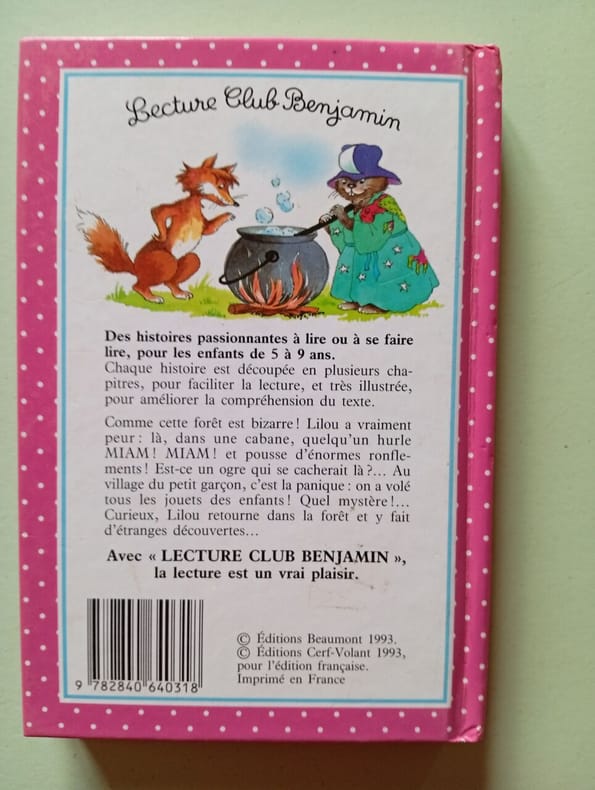 Lecture Club Benjamin
Des histoires passionnantes à lire ou à se faire
lire, pour les enfants de 5 à 9 ans.
Chaque histoire est découpée en plusieurs cha-
pitres, pour faciliter la lecture, et très illustrée,
pour améliorer la compréhension du texte.
Comme cette forêt est bizarre! Lilou a vraiment
peur: là, dans une cabane, quelqu'un hurle
MIAM! MIAM! et pousse d'énormes ronfle-
ments! Est-ce un ogre qui se cacherait là?... Au
village du petit garçon, c'est la panique: on a volé
tous les jouets des enfants! Quel mystère!...
Curieux, Lilou retourne dans la forêt et y fait
d'étranges découvertes...
Avec « LECTURE CLUB BENJAMIN »,
la lecture est un vrai plaisir.
© Éditions Beaumont 1993.
© Éditions Cerf-Volant 1993,
pour l'édition française.
Imprimé en France
9 782840 640318